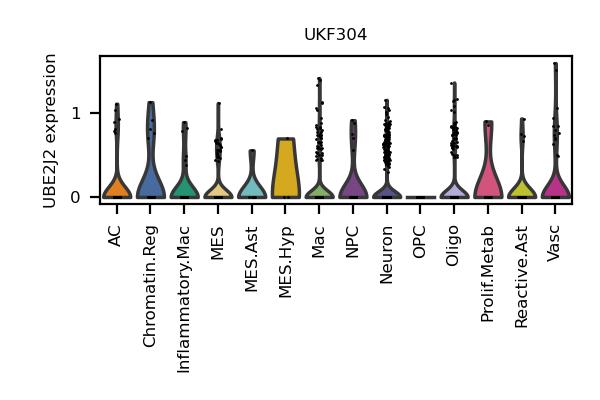 UKF304
UBE2J2 expression
1
0
AC
Chromatin.Reg
Inflammatory.Mac
MES
MES.Ast
MES.Hyp
Mac
NPC
Neuron
OPC
Oligo
Prolif.Metab
Reactive.Ast
Vasc